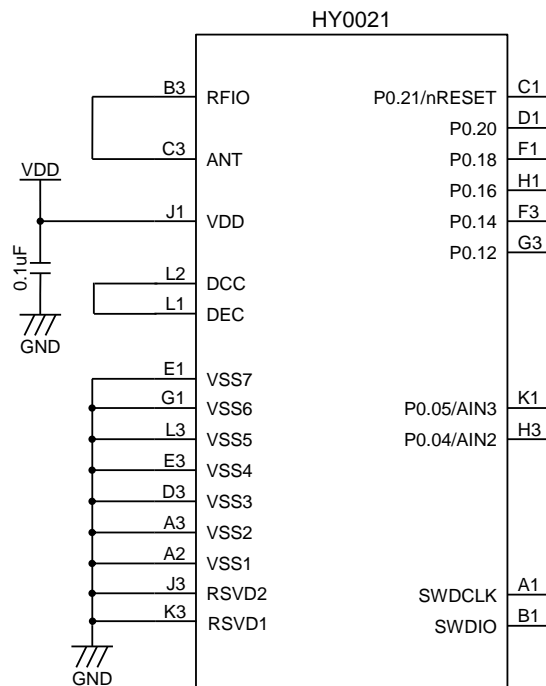 HY0021
B3 RFIO P0.21/nRESET C1
P0.20 D1
C3 ANT P0.18 F1
VDD
P0.16 H1
J1 VDD P0.14 F3
P0.12 G3
0.1uF
L2 DCC
L1 DEC
GND
E1 VSS7
G1 VSS6 P0.05/AIN3 K1
L3 VSS5 P0.04/AIN2 H3
E3 VSS4
D3 VSS3
A3 VSS2
A2 VSS1
J3 RSVD2 SWDCLK A1
K3 RSVD1 SWDIO B1
GND